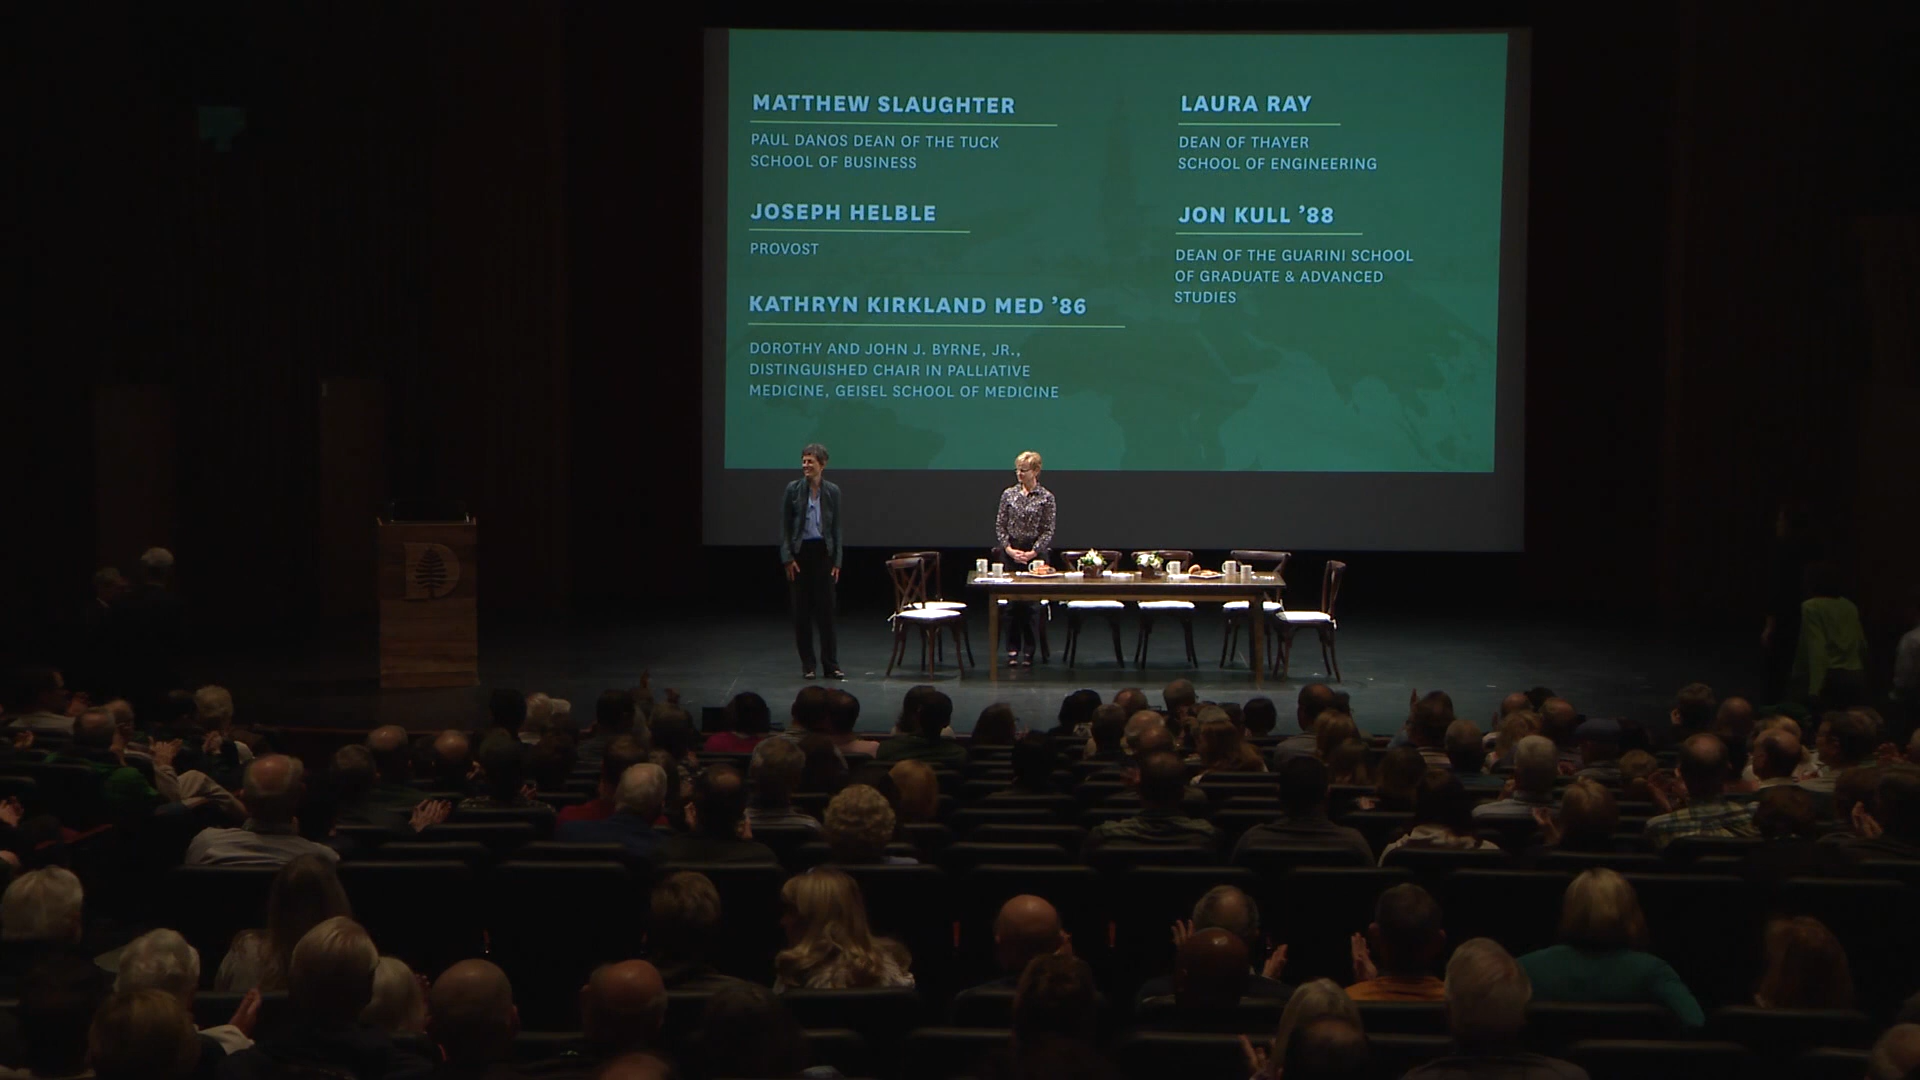 MATTHEW SLAUGHTER
PAUL DANOS DEAN OF THE TUCK
SCHOOL OF BUSINESS
JOSEPH HELBLE
PROVOST
KATHRYN KIRKLAND MED ’86
DOROTHY AND JOHN J. BYRNE, JR.,
DISTINGUISHED CHAIR IN PALLIATIVE
MEDICINE, GEISEL SCHOOL OF MEDICINE
LAURA RAY
DEAN OF THAYER
SCHOOL OF ENGINEERING
JON KULL ’88
DEAN OF THE GUARINI SCHOOL
OF GRADUATE & ADVANCED
STUDIES
D